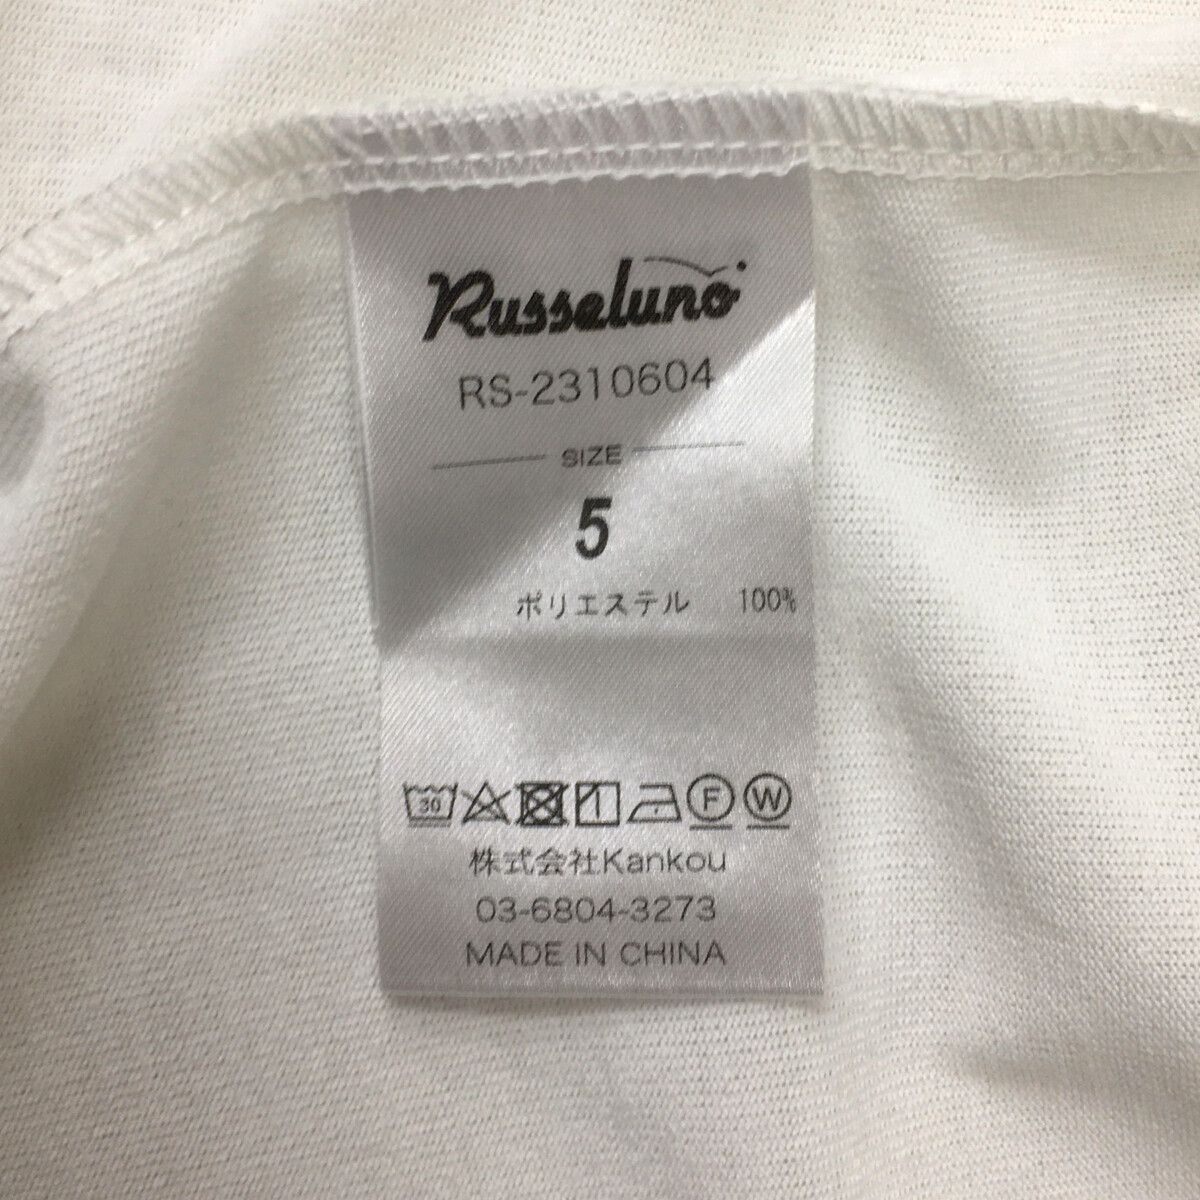 Russeluno
RS-2310604
SIZE
5
ポリエステル 100%
30 F W
株式会社Kankou
03-6804-3273
MADE IN CHINA